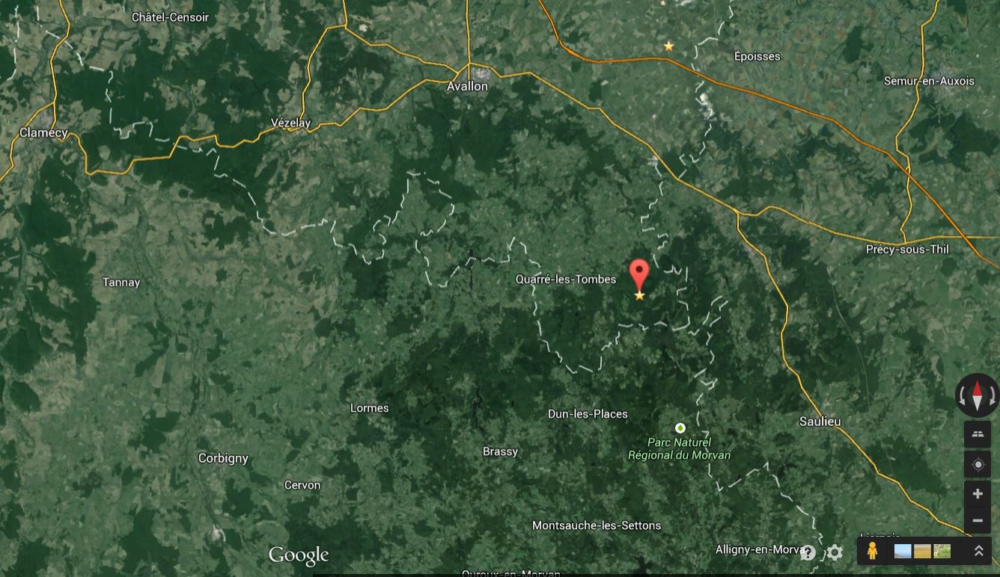 Châtel-Censoir
Époisses
Semur-en-Auxois
Avallon
Vézelay
Clamecy
Précy-sous-Thil
Quarré-les-Tombes
Tannay
Lormes
Dun-les-Places
Saulieu
Parc Naturel
Régional du Morvan
Brassy
Corbigny
Cervon
Montsauche-les-Settons
Alligny-en-Morva
Google
?